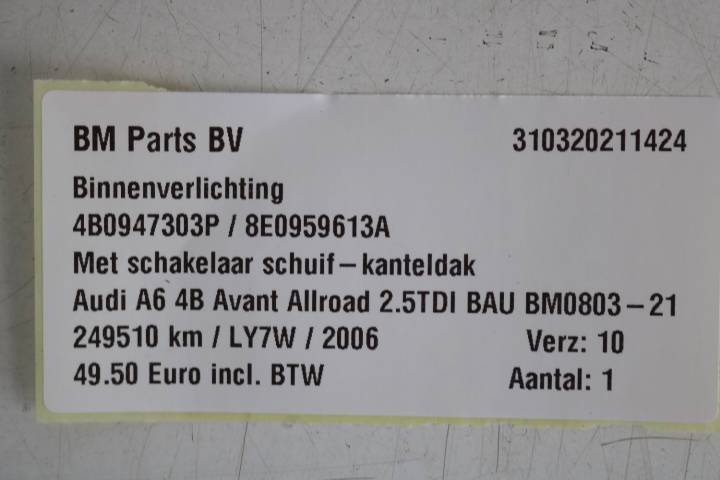 BM Parts BV 310320211424
Binnenverlichting
4B0947303P / 8E0959613A
Met schakelaar schuif-kanteldak
Audi A6 4B Avant Allroad 2.5TDI BAU BM0803-21
249510 km / LY7W / 2006 Verz: 10
49.50 Euro incl. BTW Aantal: 1